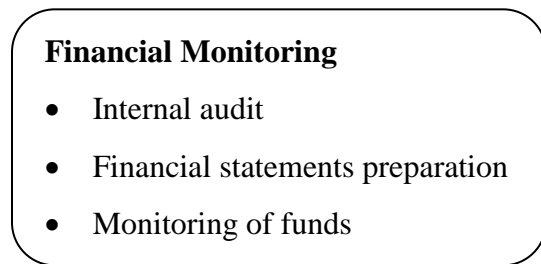 Financial Monitoring
• Internal audit
• Financial statements preparation
• Monitoring of funds